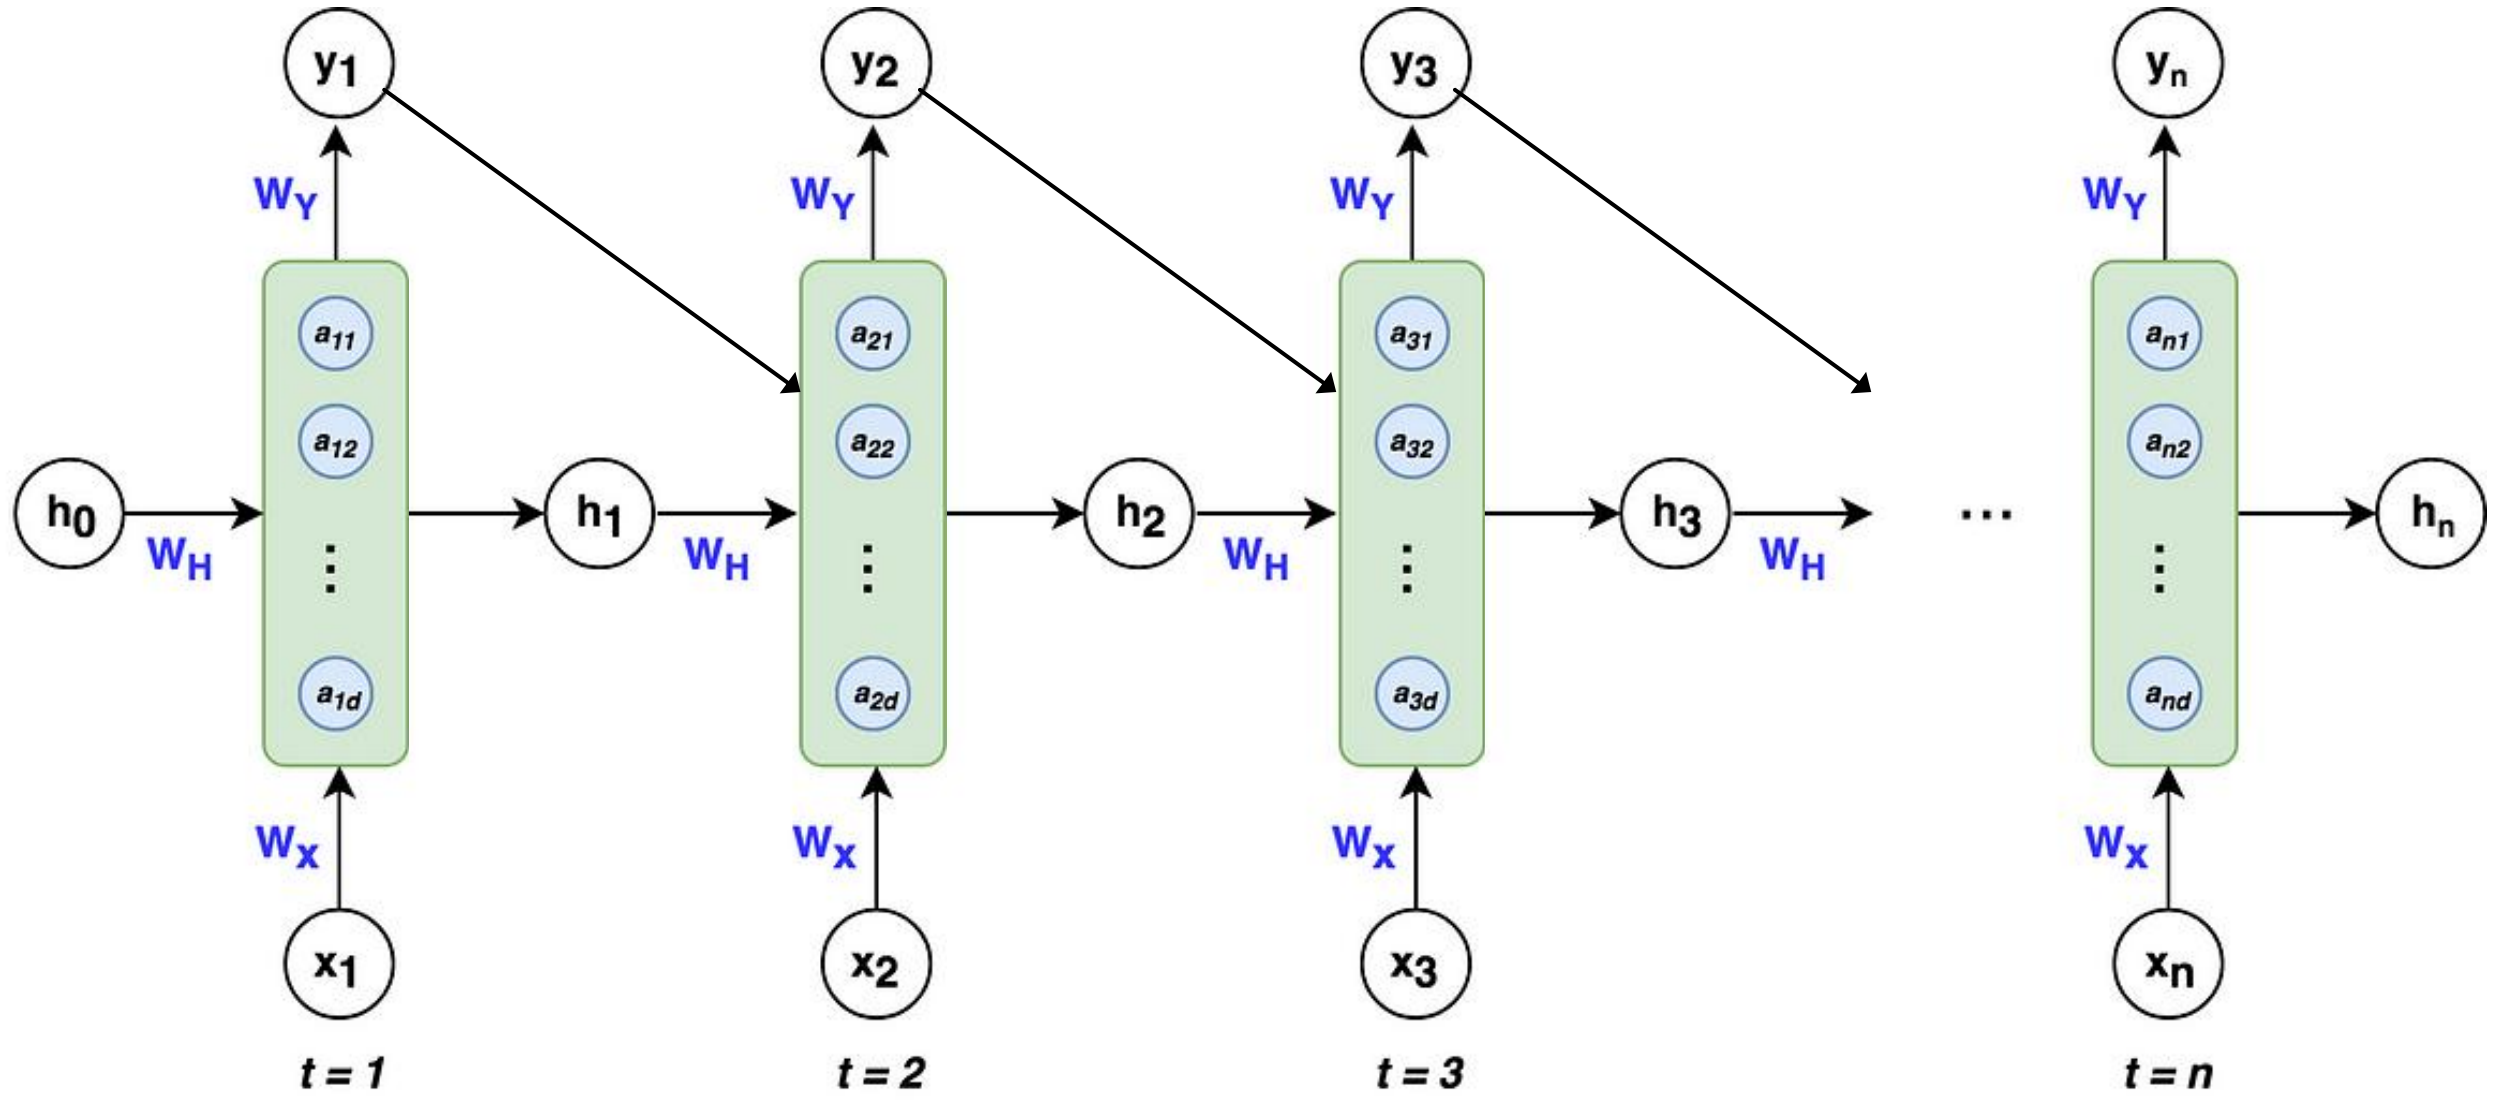 y1 y2 y3 yn
WY WY WY WY
a11 a21 a31 an1
a12 a22 a32 an2
h0 h1 h2 h3 ... hn
WH WH WH WH
a1d a2d a3d and
WX WX WX WX
x1 x2 x3 xn
t = 1 t = 2 t = 3 t = n